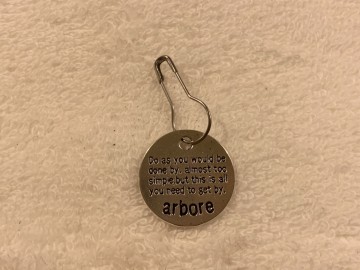 Do as you would be
done by. almost too
simple.but this is all
you need to get by.
arbore